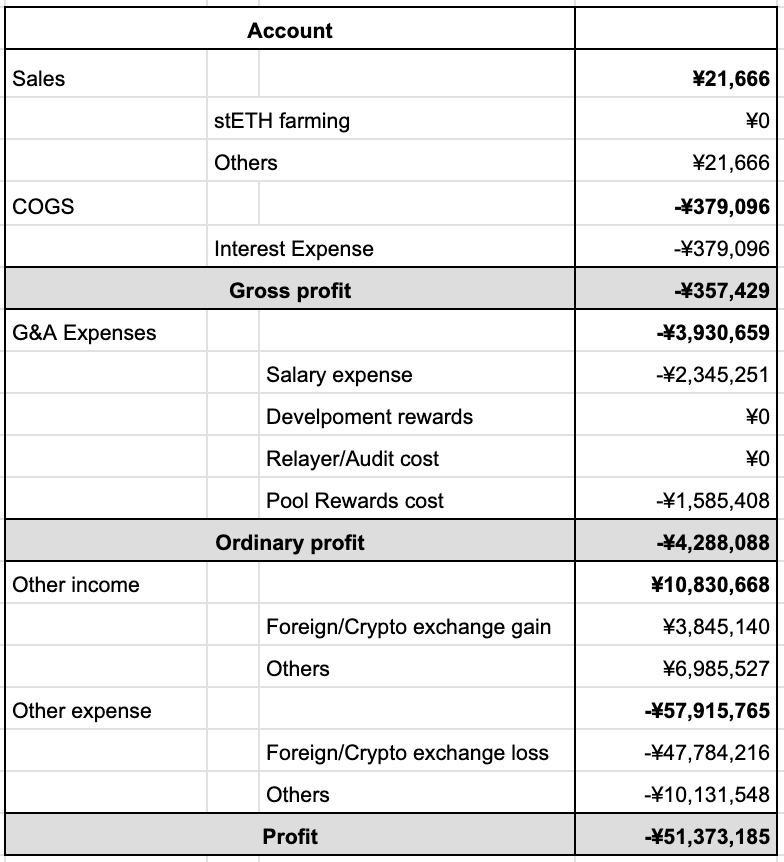 Account
Sales ¥21,666
stETH farming ¥0
Others ¥21,666
COGS -¥379,096
Interest Expense -¥379,096
Gross profit -¥357,429
G&A Expenses -¥3,930,659
Salary expense -¥2,345,251
Develpoment rewards ¥0
Relayer/Audit cost ¥0
Pool Rewards cost -¥1,585,408
Ordinary profit -¥4,288,088
Other income ¥10,830,668
Foreign/Crypto exchange gain ¥3,845,140
Others ¥6,985,527
Other expense -¥57,915,765
Foreign/Crypto exchange loss -¥47,784,216
Others -¥10,131,548
Profit -¥51,373,185